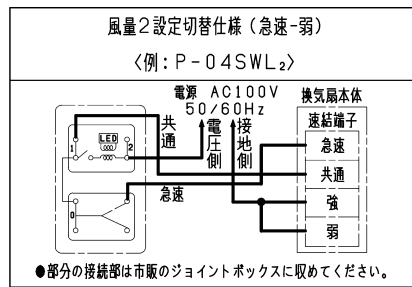 風量2設定切替仕様（急速-弱）
〈例：P-04SWL₂〉
電源 AC100V
50/60Hz
換気扇本体
速結端子
共通
電圧側
接地側
LED
1
2
急速
共通
強
弱
急速
0
●部分の接続部は市販のジョイントボックスに収めてください。